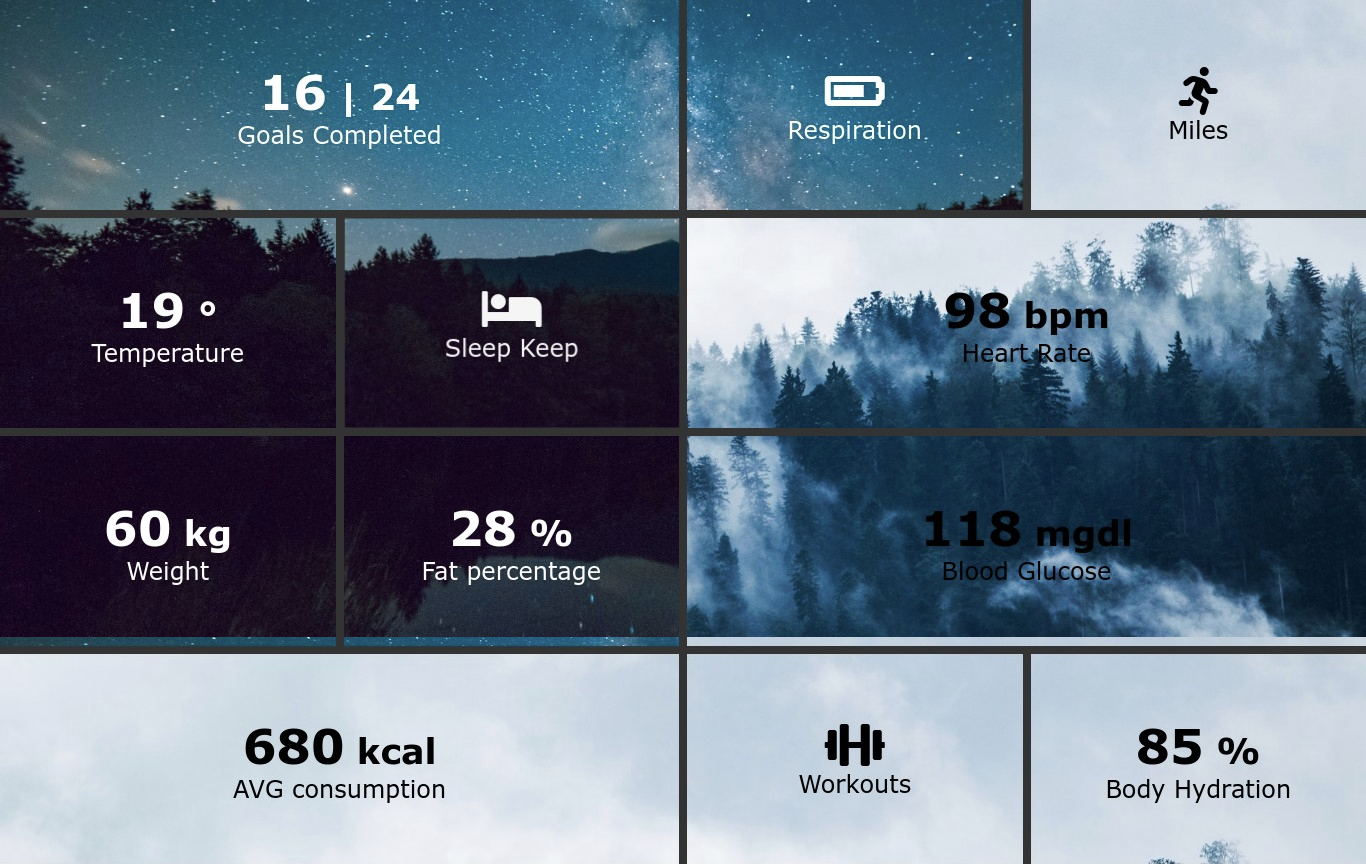 16 | 24
Goals Completed
Respiration
Miles
19 °
Temperature
Sleep Keep
98 bpm
Heart Rate
60 kg
Weight
28 %
Fat percentage
118 mgdl
Blood Glucose
680 kcal
AVG consumption
Workouts
85 %
Body Hydration